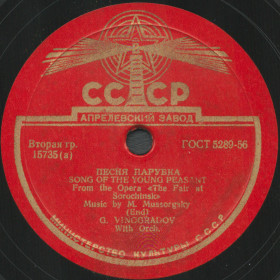 СССР
АПРЕЛЕВСКИЙ ЗАВОД
Вторая гр.
15735 (a)
ГОСТ 5289-56
ПЕСНЯ ПАРУБКА
SONG OF THE YOUNG PEASANT
From the Opera «The Fair at
Sorochinsk»
Music by M. Mussorgsky
(End)
G. VINOGRADOV
With Orch.
МИНИСТЕРСТВО КУЛЬТУРЫ СССР